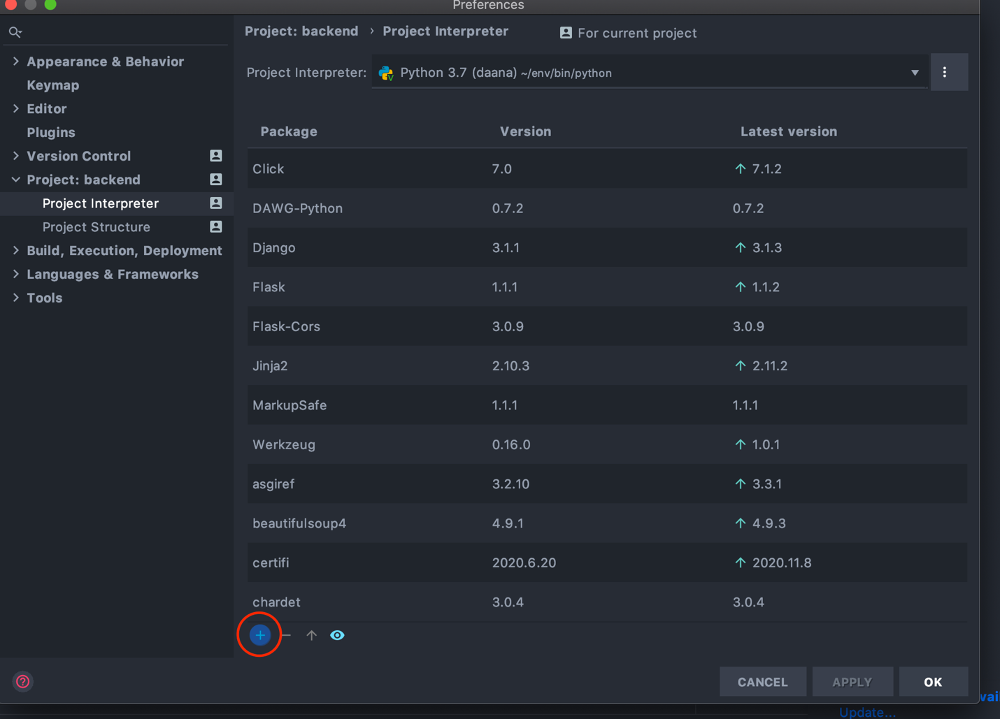 Preferences
Project: backend › Project Interpreter
For current project
Appearance & Behavior
Keymap
Editor
Plugins
Version Control
Project: backend
Project Interpreter
Project Structure
Build, Execution, Deployment
Languages & Frameworks
Tools
Project Interpreter: Python 3.7 (daana) ~/env/bin/python
Package Version Latest version
Click 7.0 7.1.2
DAWG-Python 0.7.2 0.7.2
Django 3.1.1 3.1.3
Flask 1.1.1 1.1.2
Flask-Cors 3.0.9 3.0.9
Jinja2 2.10.3 2.11.2
MarkupSafe 1.1.1 1.1.1
Werkzeug 0.16.0 1.0.1
asgiref 3.2.10 3.3.1
beautifulsoup4 4.9.1 4.9.3
certifi 2020.6.20 2020.11.8
chardet 3.0.4 3.0.4
CANCEL APPLY OK
vail
Update...